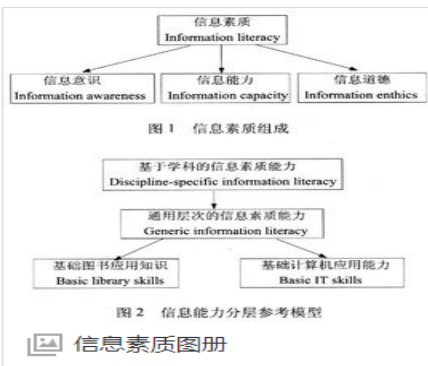 信息素质
Information literacy
信息意识
Information awareness
信息能力
Information capacity
信息道德
Information enthics
图 1 信息素质组成
基于学科的信息素质能力
Discipline-specific information literacy
通用层次的信息素质能力
Generic information literacy
基础图书应用知识
Basic library skills
基础计算机应用能力
Basic IT skills
图 2 信息能力分层参考模型
信息素质图册